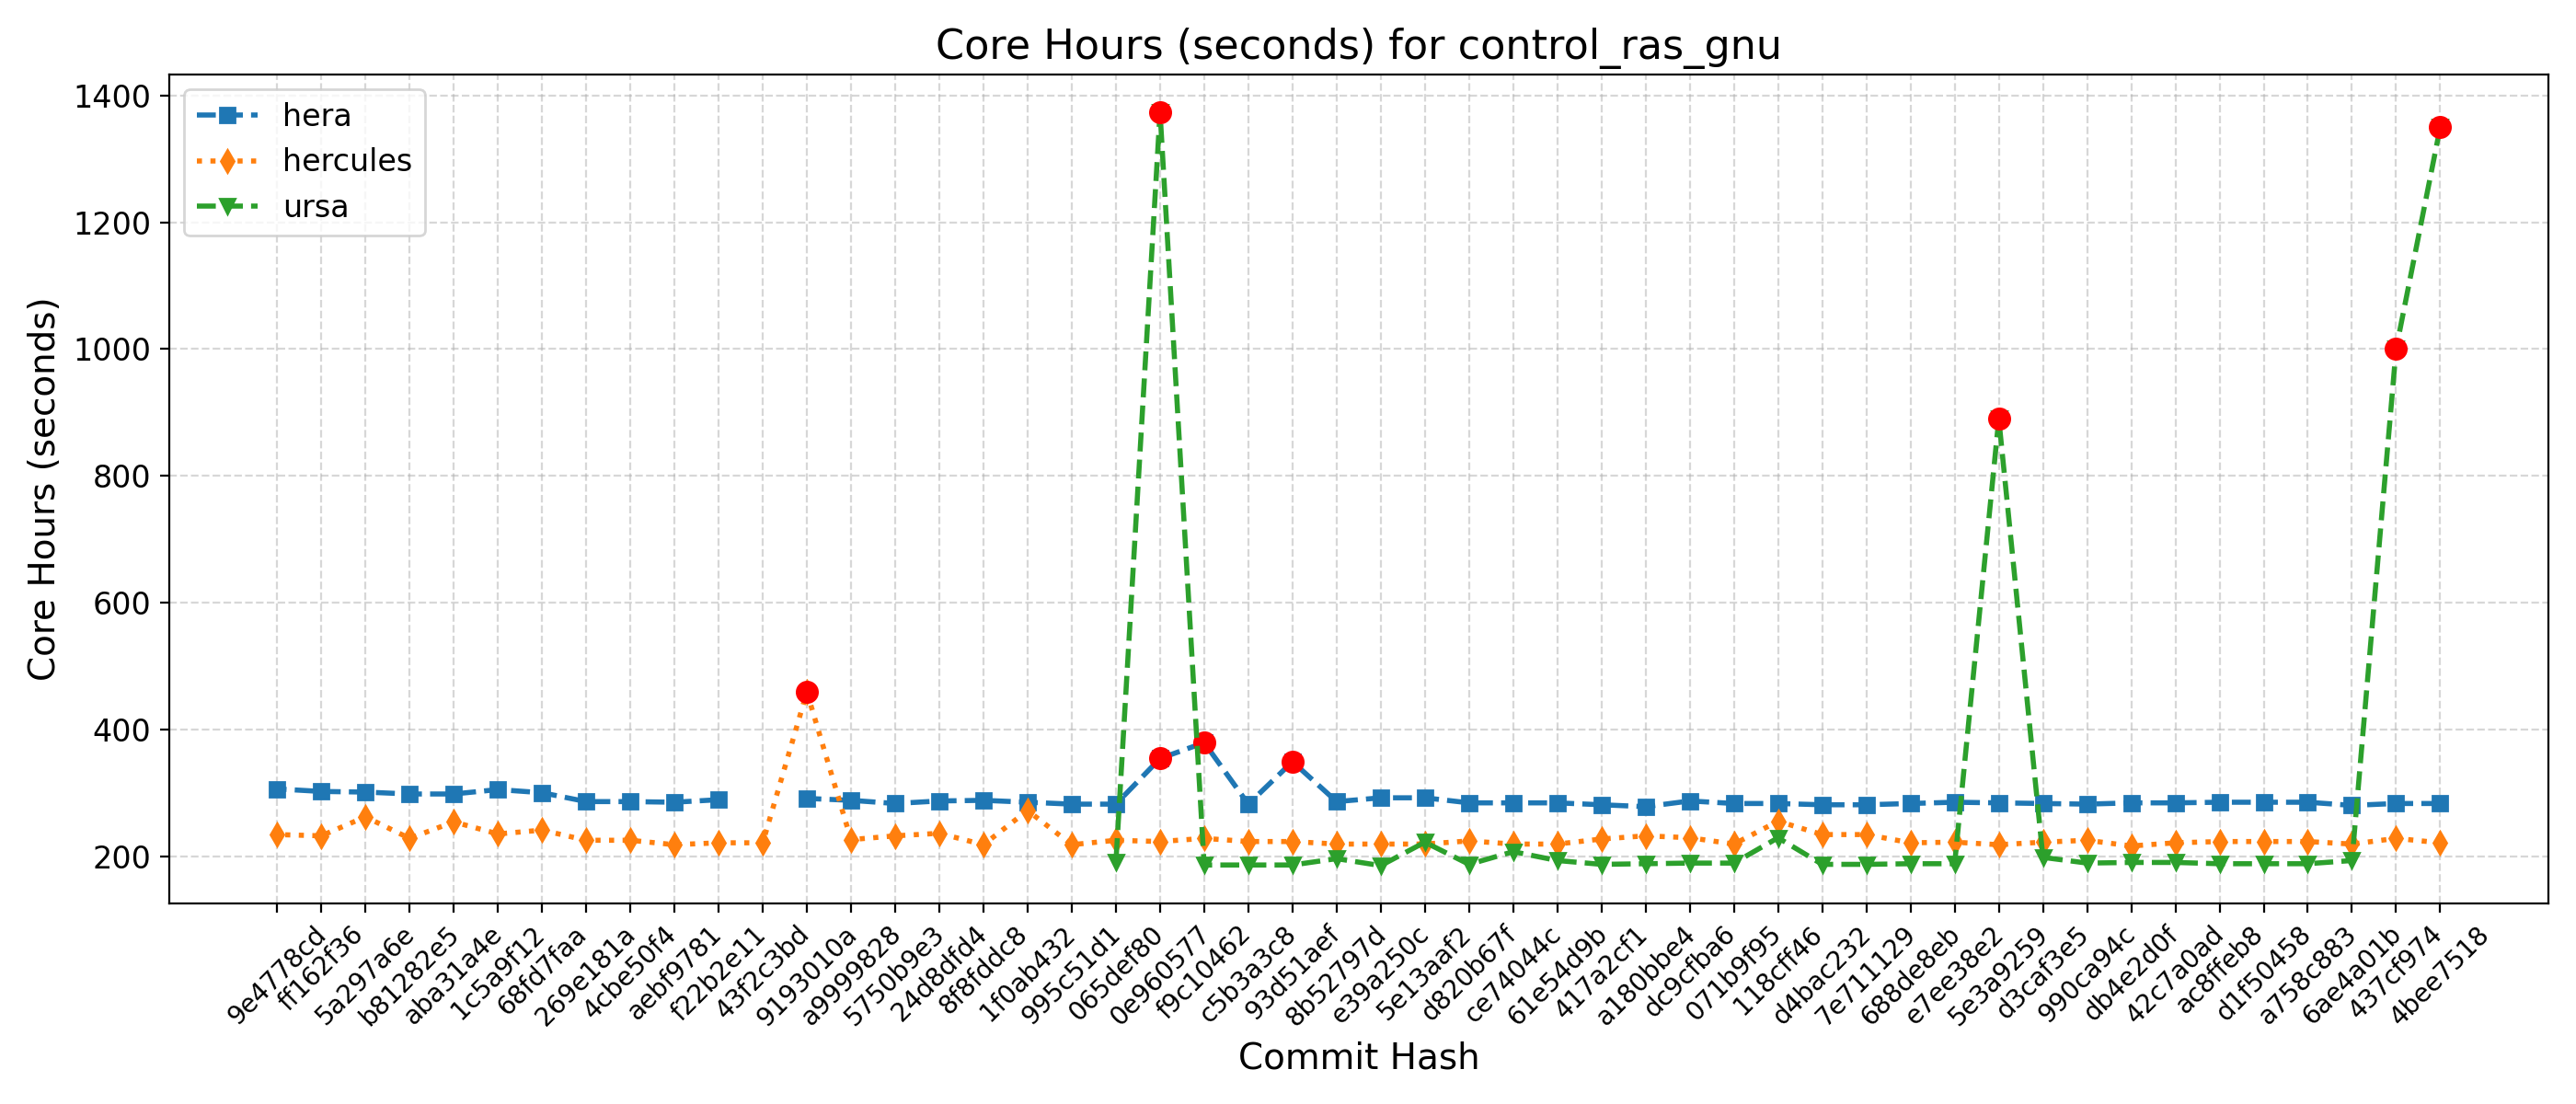 Core Hours (seconds) for control_ras_gnu
Core Hours (seconds)
1400
1200
1000
800
600
400
200
hera
hercules
ursa
9e4778cd
ff162f36
5a297a6e
b81282e5
aba31a4e
1c5a9f12
68fd7faa
269e181a
4cbe50f4
aebf9781
f22b2e11
43f2c3bd
9193010a
a9999828
5750b9e3
24d8dfd4
8f8fddc8
1f0ab432
995c51d1
065def80
0e960577
f9c10462
c5b3a3c8
93d51aef
8b52797d
e39a250c
5e13aaf2
d820b67f
ce74044c
61e54d9b
417a2cf1
a180bbe4
dc9cfba6
071b9f95
118cff46
d4bac232
7e711129
688de8eb
e7ee38e2
5e3a9259
d3caf3e5
990ca94c
db4e2d0f
42c7a0ad
ac8ffeb8
d1f50458
a758c883
6ae4a01b
437cf974
4bee7518
Commit Hash